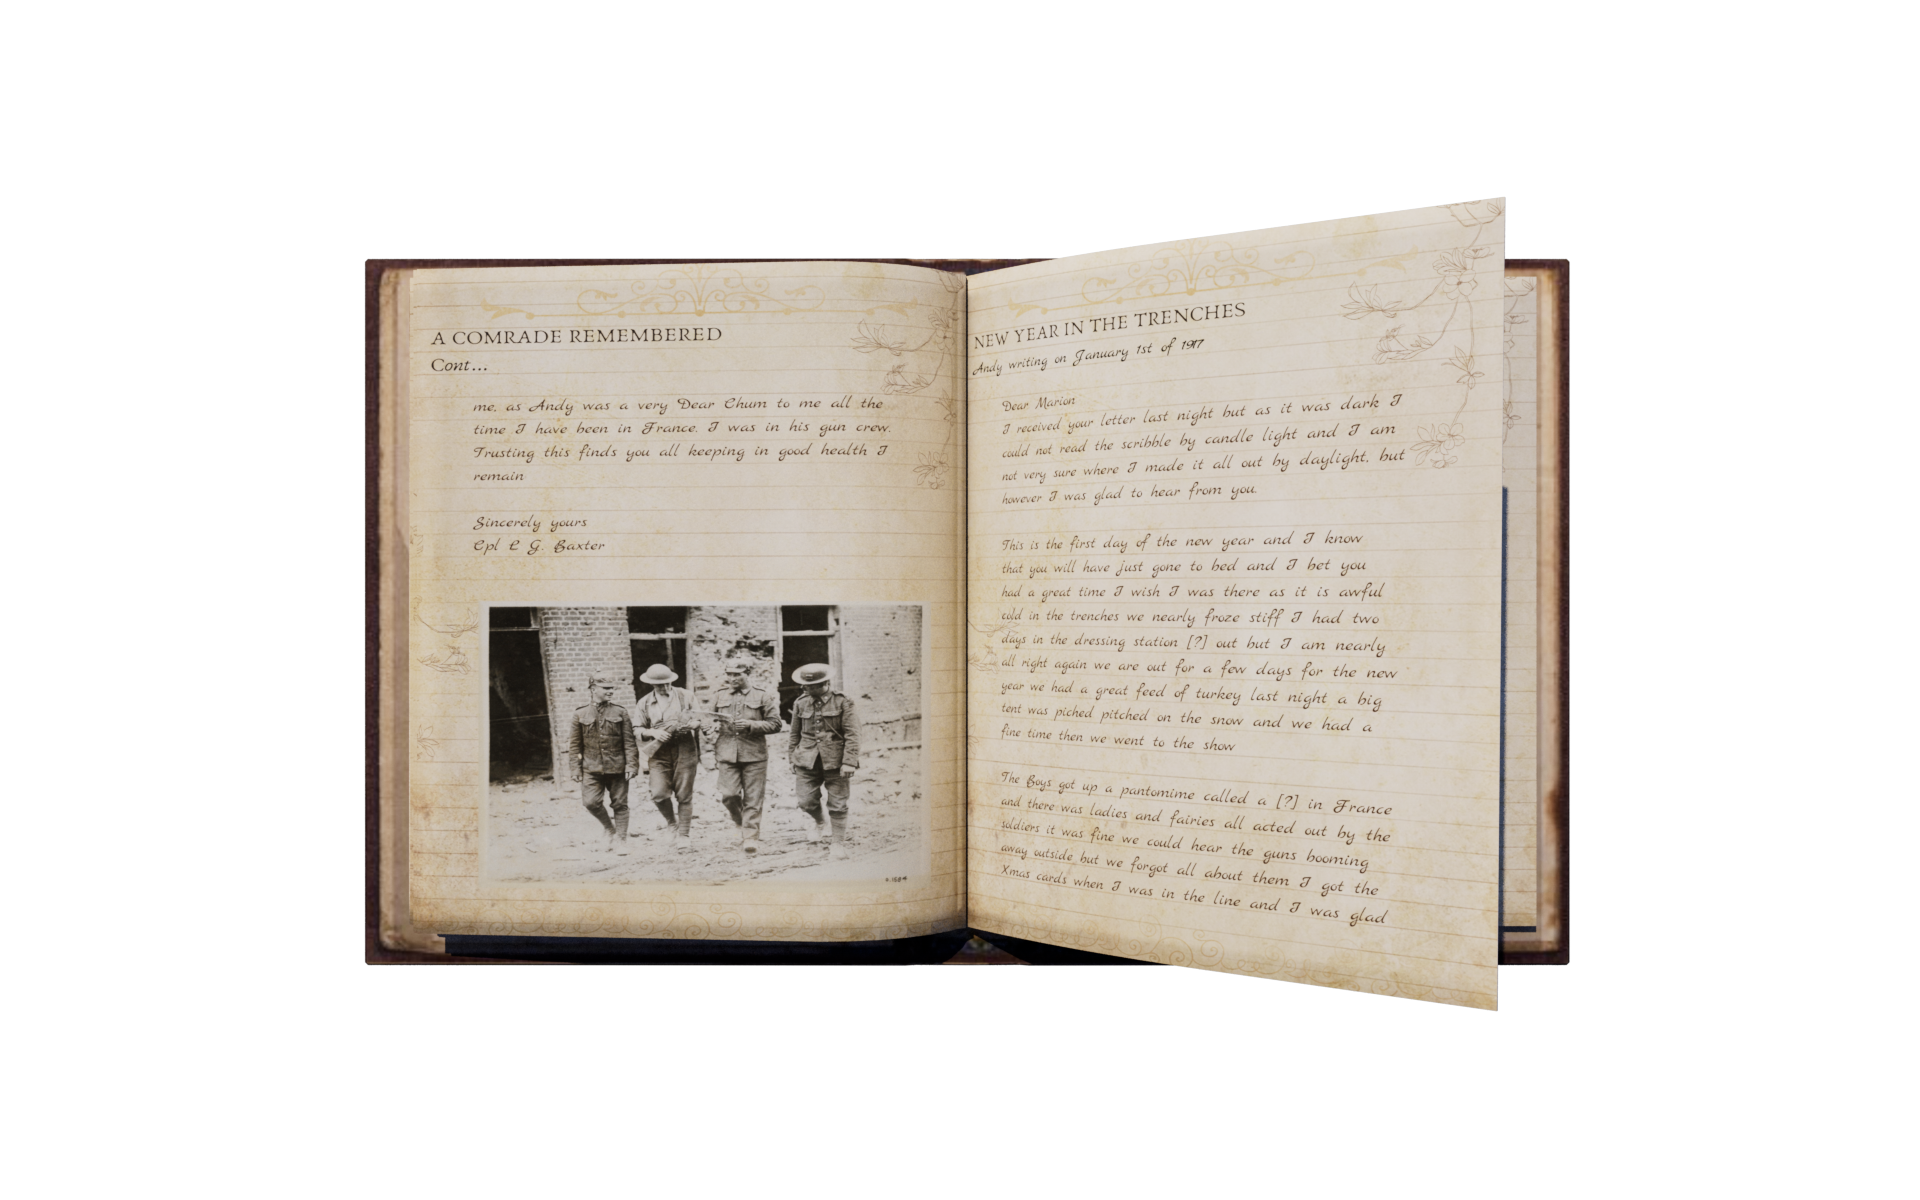 A COMRADE REMEMBERED
Cont...
me, as Andy was a very Dear Chum to me all the
time I have been in France. I was in his gun crew.
Trusting this finds you all keeping in good health I
remain
Sincerely yours
Cpl C G. Baxter
NEW YEAR IN THE TRENCHES
Andy writing on January 1st of 1917
Dear Marion
I received your letter last night but as it was dark I
could not read the scribble by candle light and I am
not very sure where I made it all out by daylight, but
however I was glad to hear from you.
This is the first day of the new year and I know
that you will have just gone to bed and I bet you
had a great time I wish I was there as it is awful
cold in the trenches we nearly froze stiff I had two
days in the dressing station [?] out but I am nearly
all right again we are out for a few days for the new
year we had a great feed of turkey last night a big
tent was piched pitched on the snow and we had a
fine time then we went to the show
The Boys got up a pantomime called a [?] in France
and there was ladies and fairies all acted out by the
soldiers it was fine we could hear the guns booming
away outside but we forgot all about them I got the
Xmas cards when I was in the line and I was glad